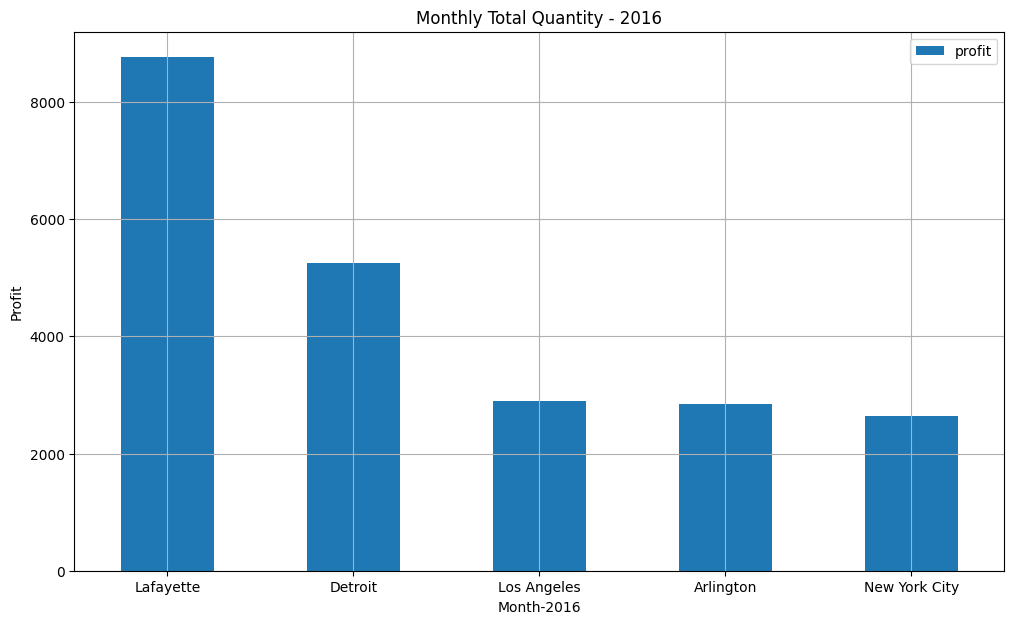 Monthly Total Quantity - 2016
profit
8000
6000
4000
2000
0
Profit
Lafayette
Detroit
Los Angeles
Arlington
New York City
Month-2016